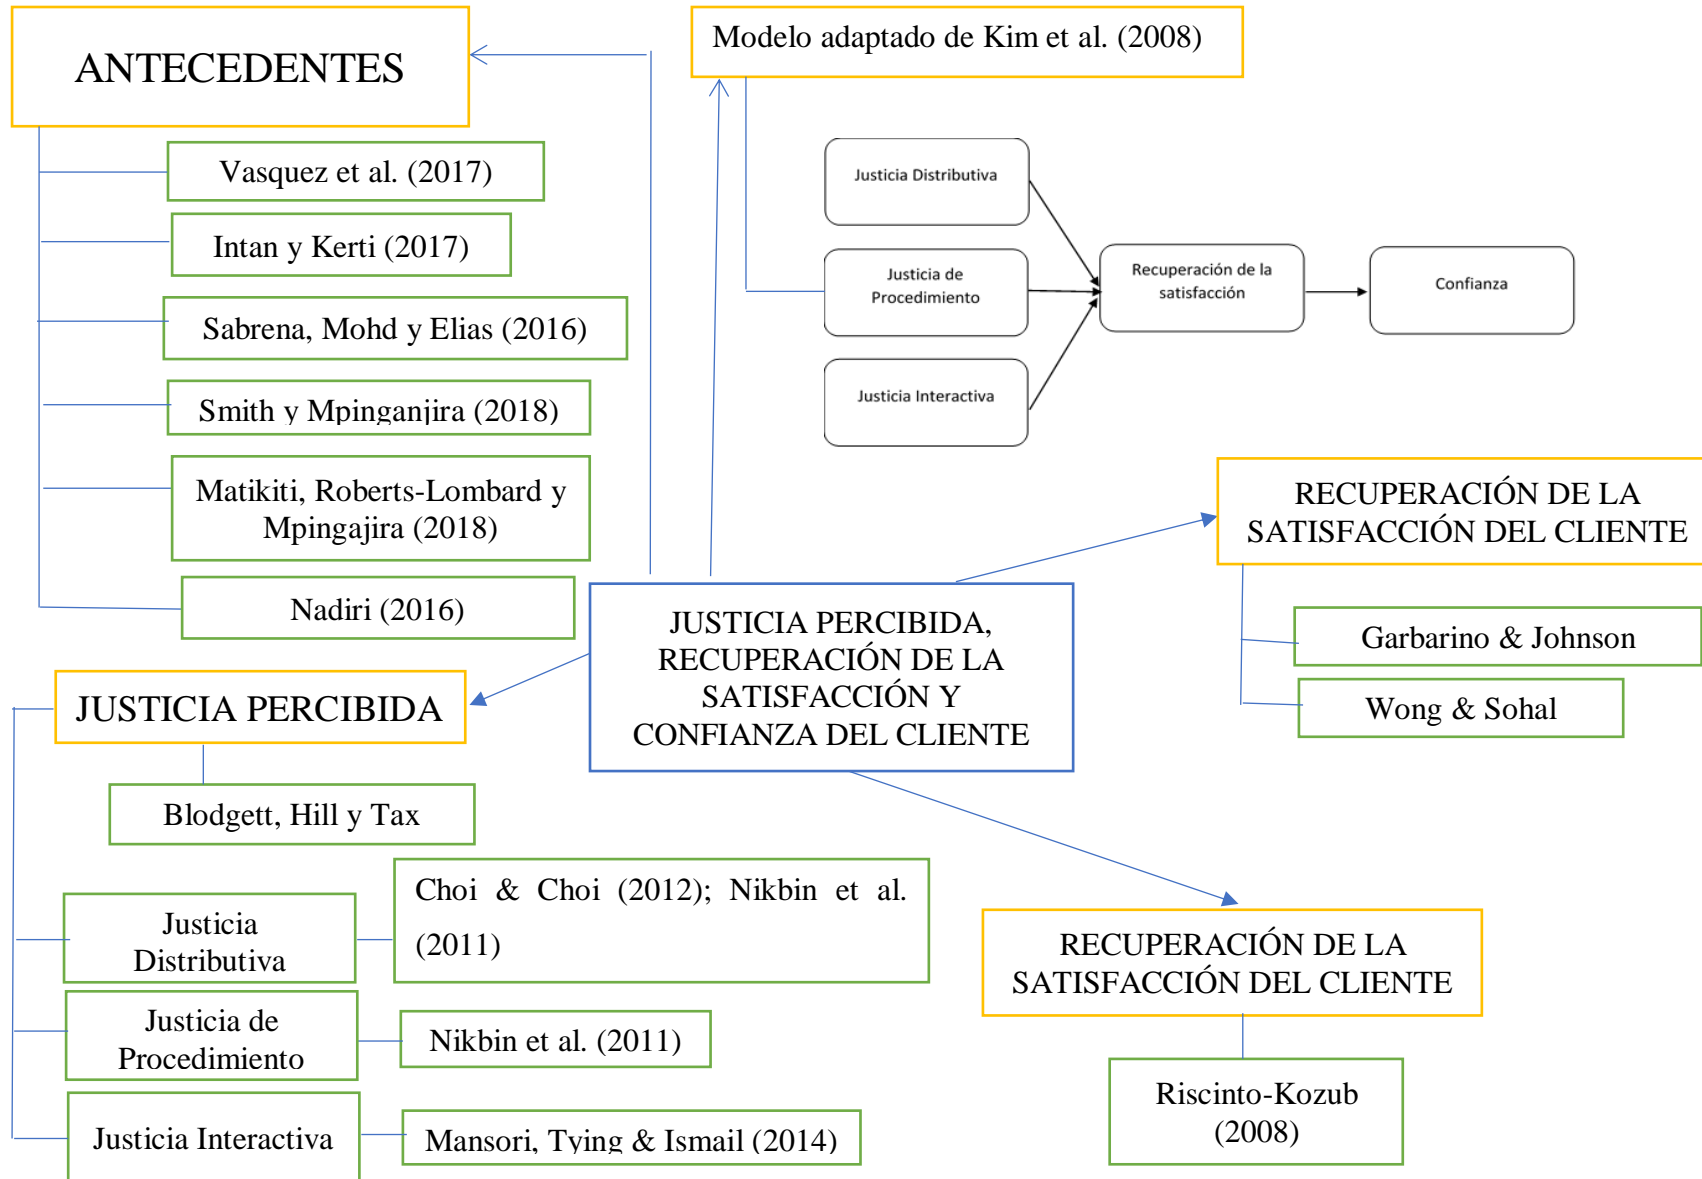 ANTECEDENTES
Vasquez et al. (2017)
Intan y Kerti (2017)
Sabrena, Mohd y Elias (2016)
Smith y Mpinganjira (2018)
Matikiti, Roberts-Lombard y
Mpingajira (2018)
Nadiri (2016)
Modelo adaptado de Kim et al. (2008)
Justicia Distributiva
Justicia de
Procedimiento
Justicia Interactiva
Recuperación de la
satisfacción
Confianza
RECUPERACIÓN DE LA
SATISFACCIÓN DEL CLIENTE
Garbarino & Johnson
Wong & Sohal
JUSTICIA PERCIBIDA,
RECUPERACIÓN DE LA
SATISFACCIÓN Y
CONFIANZA DEL CLIENTE
JUSTICIA PERCIBIDA
Blodgett, Hill y Tax
Justicia
Distributiva
Choi & Choi (2012); Nikbin et al.
(2011)
Justicia de
Procedimiento
Nikbin et al. (2011)
Justicia Interactiva
Mansori, Tying & Ismail (2014)
RECUPERACIÓN DE LA
SATISFACCIÓN DEL CLIENTE
Riscinto-Kozub
(2008)